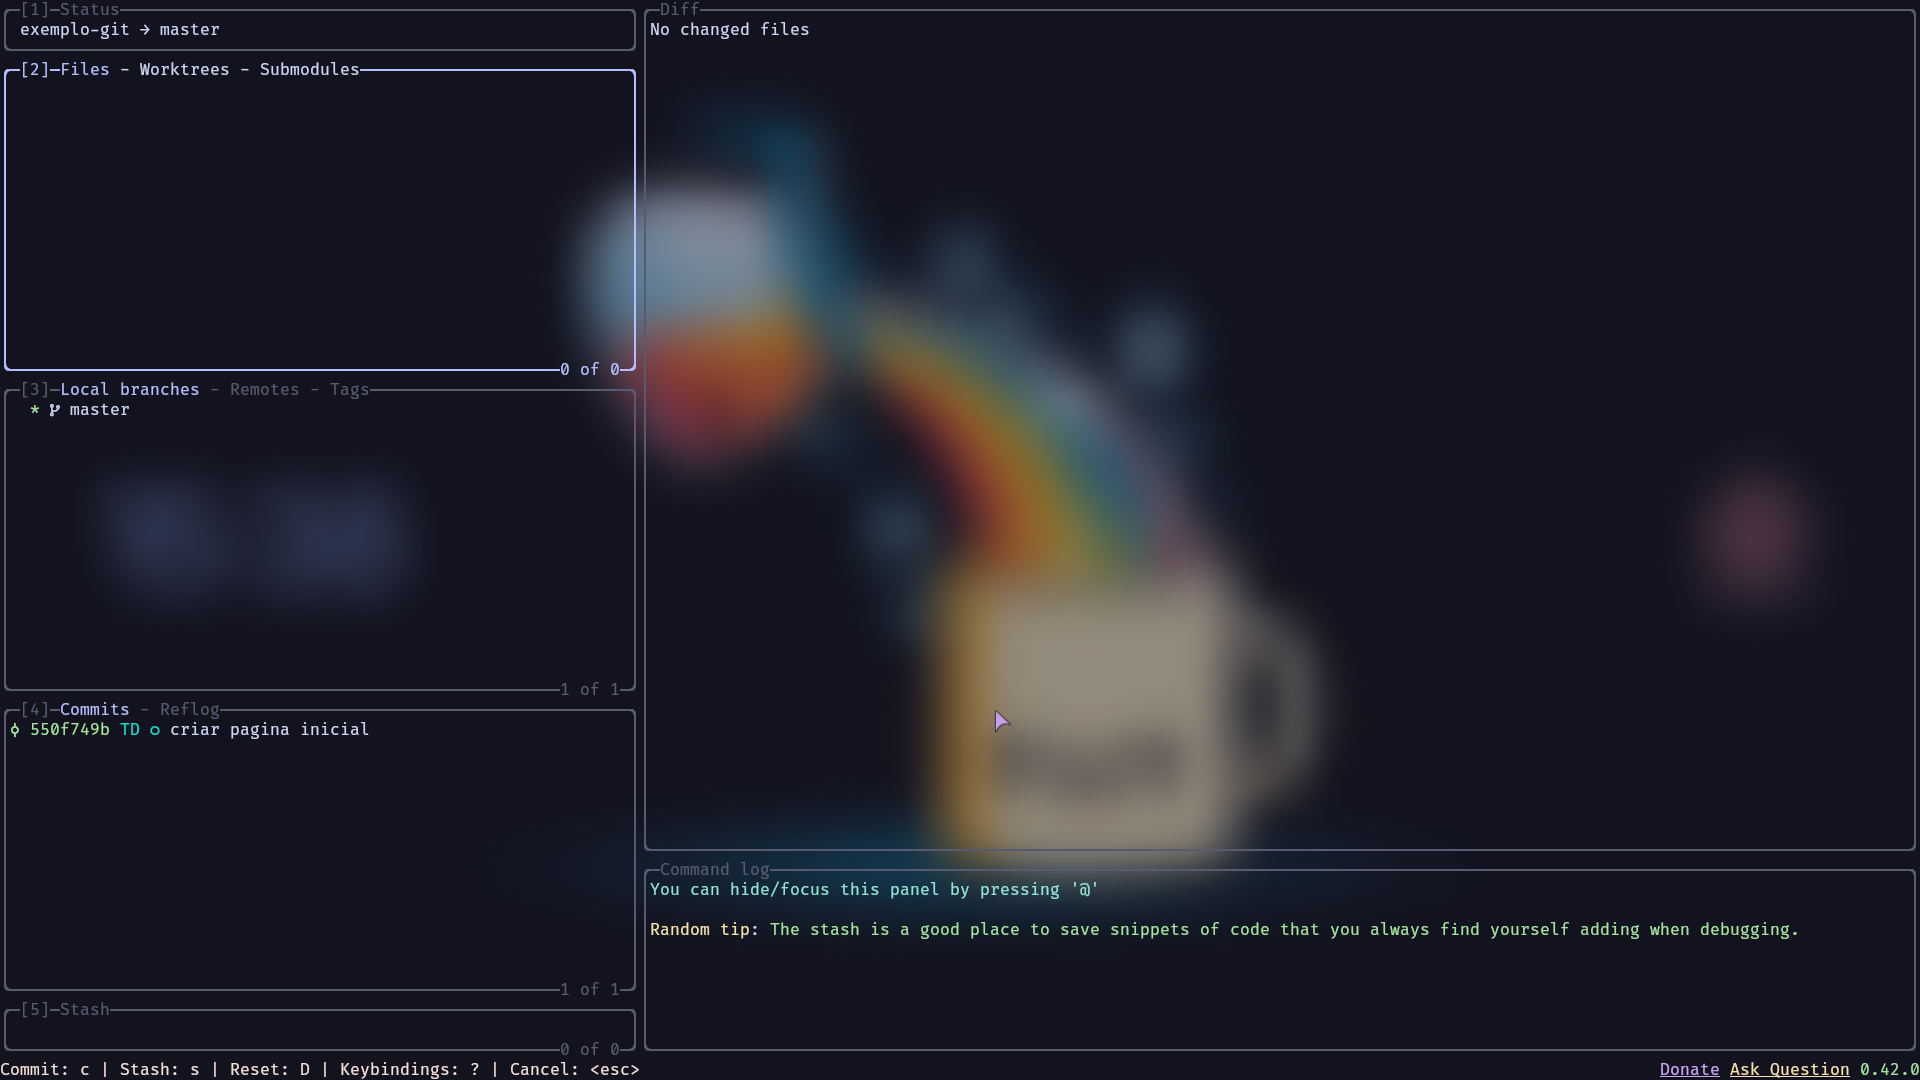 [1]─Status
exemplo-git → master
[2]─Files - Worktrees - Submodules
0 of 0
[3]─Local branches - Remotes - Tags
* master
1 of 1
[4]─Commits - Reflog
550f749b TD ○ criar pagina inicial
1 of 1
[5]─Stash
0 of 0
Diff
No changed files
Command log
You can hide/focus this panel by pressing '@'
Random tip: The stash is a good place to save snippets of code that you always find yourself adding when debugging.
Commit: c | Stash: s | Reset: D | Keybindings: ? | Cancel: <esc>
Donate Ask Question 0.42.0